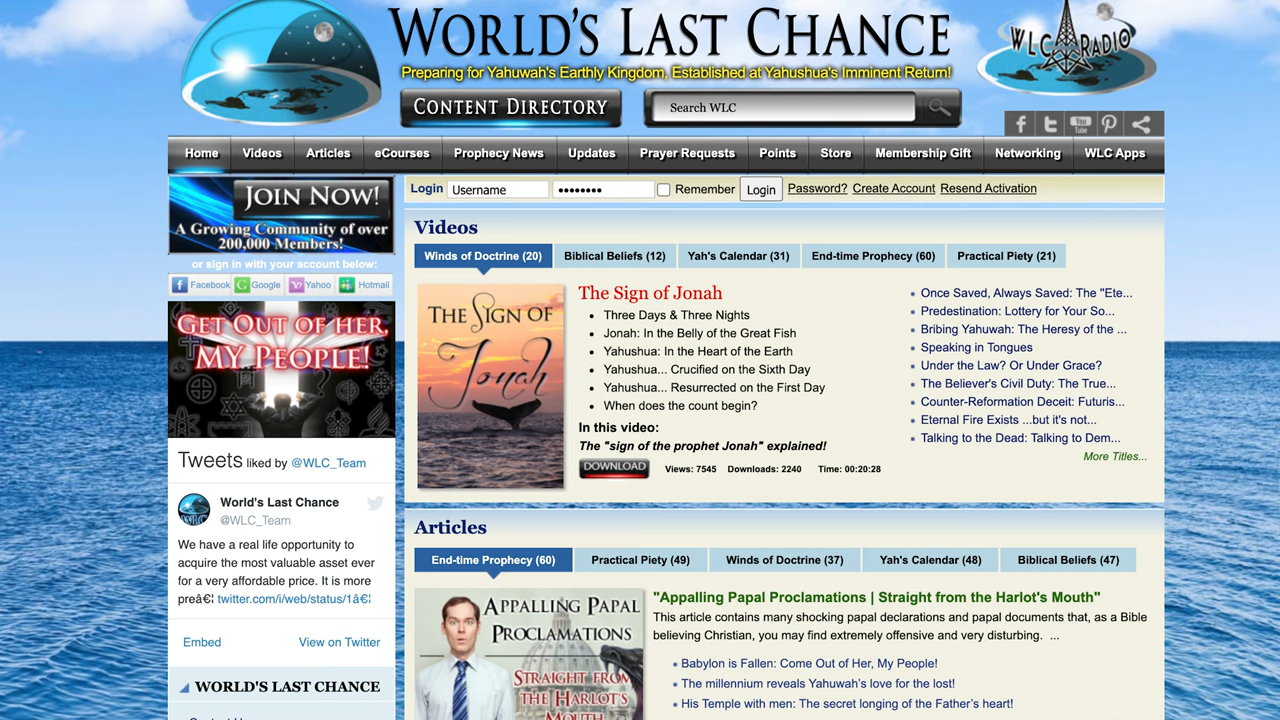 WORLD'S LAST CHANCE
Preparing for Yahuwah's Earthly Kingdom, Established at Yahushua's Imminent Return!
WLC RADIO
CONTENT DIRECTORY
Search WLC
You Tube
Home Videos Articles eCourses Prophecy News Updates Prayer Requests Points Store Membership Gift Networking WLC Apps
JOIN NOW!
A Growing Community of over
200,000 Members!
or sign in with your account below:
Facebook Google Yahoo Hotmail
GET OUT OF HER,
MY PEOPLE!
Tweets liked by @WLC_Team
World's Last Chance
@WLC_Team
We have a real life opportunity to
acquire the most valuable asset ever
for a very affordable price. It is more
preâ€¦ twitter.com/i/web/status/1â€¦
Embed View on Twitter
WORLD'S LAST CHANCE
Login Username •••••••• Remember Login Password? Create Account Resend Activation
Videos
Winds of Doctrine (20) Biblical Beliefs (12) Yah's Calendar (31) End-time Prophecy (60) Practical Piety (21)
THE SIGN OF
Jonah
The Sign of Jonah
Three Days & Three Nights
Jonah: In the Belly of the Great Fish
Yahushua: In the Heart of the Earth
Yahushua... Crucified on the Sixth Day
Yahushua... Resurrected on the First Day
When does the count begin?
In this video:
The "sign of the prophet Jonah" explained!
DOWNLOAD Views: 7545 Downloads: 2240 Time: 00:20:28
Once Saved, Always Saved: The "Ete...
Predestination: Lottery for Your So...
Bribing Yahuwah: The Heresy of the ...
Speaking in Tongues
Under the Law? Or Under Grace?
The Believer's Civil Duty: The True...
Counter-Reformation Deceit: Futuris...
Eternal Fire Exists ...but it's not...
Talking to the Dead: Talking to Dem...
More Titles...
Articles
End-time Prophecy (60) Practical Piety (49) Winds of Doctrine (37) Yah's Calendar (48) Biblical Beliefs (47)
APPALLING PAPAL
PROCLAMATIONS
STRAIGHT FROM
THE HARLOT'S
MOUTH
"Appalling Papal Proclamations | Straight from the Harlot's Mouth"
This article contains many shocking papal declarations and papal documents that, as a Bible
believing Christian, you may find extremely offensive and very disturbing. ...
Babylon is Fallen: Come Out of Her, My People!
The millennium reveals Yahuwah's love for the lost!
His Temple with men: The secret longing of the Father's heart!